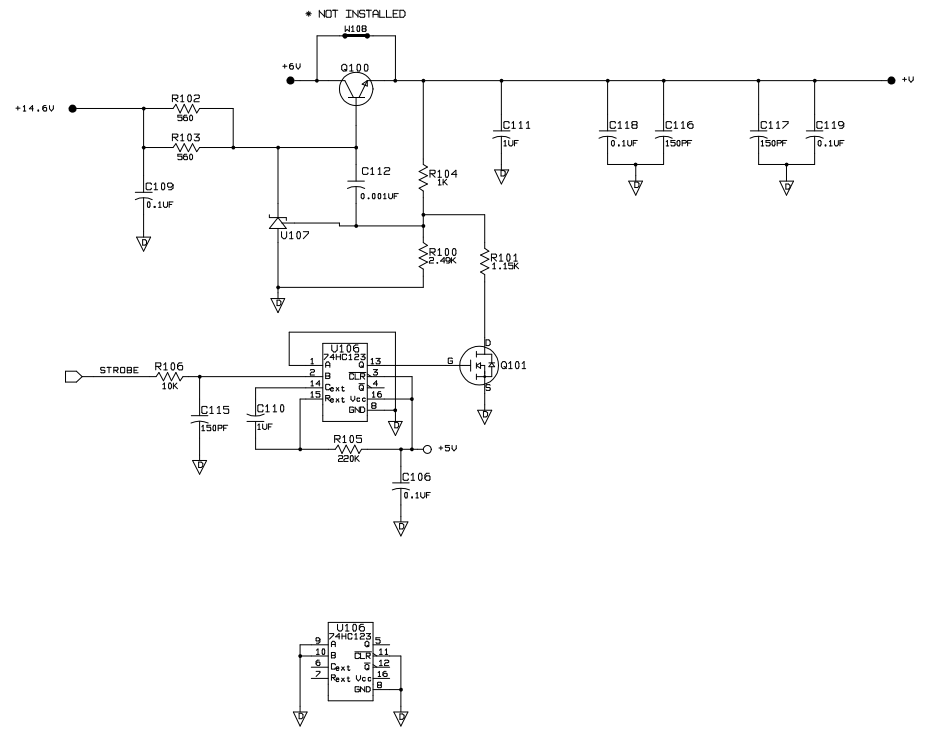 * NOT INSTALLED
W108
+6V
Q100
+V
+14.6V
R102
560
R103
560
C111
1UF
C118
0.1UF
C116
150PF
C117
150PF
C119
0.1UF
C109
0.1UF
C112
0.001UF
R104
1K
U107
R100
2.49K
R101
1.15K
D
D
D
D
D
STROBE
R106
10K
U106
74HC123
1 A Q 13
2 B CLR 3
14 Cext Q 4
15 Rext Vcc 16
GND 8
G
D
Q101
S
C115
150PF
C110
1UF
R105
220K
+5V
C106
0.1UF
D
D
D
D
U106
74HC123
9 A Q 5
10 B CLR 11
6 Cext Q 12
7 Rext Vcc 16
GND 8
D
D